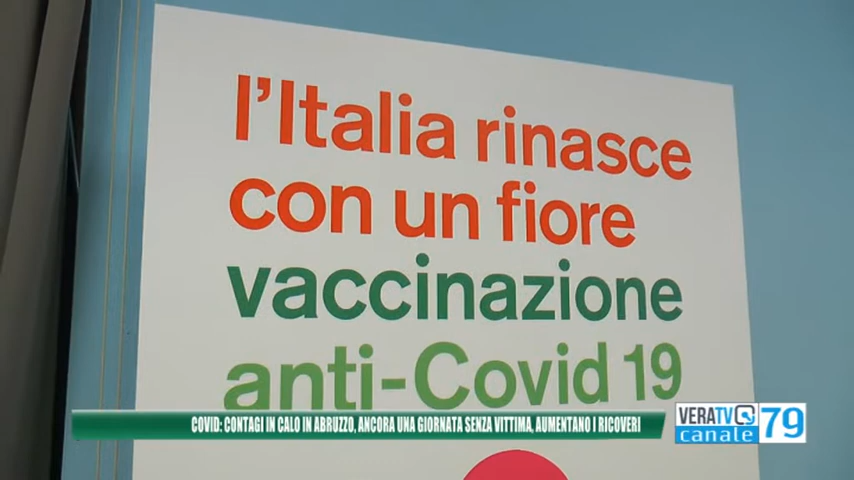 l'Italia rinasce
con un fiore
vaccinazione
anti-Covid 19
COVID: CONTAGI IN CALO IN ABRUZZO, ANCORA UNA GIORNATA SENZA VITTIMA, AUMENTANO I RICOVERI
VERATV
canale 79